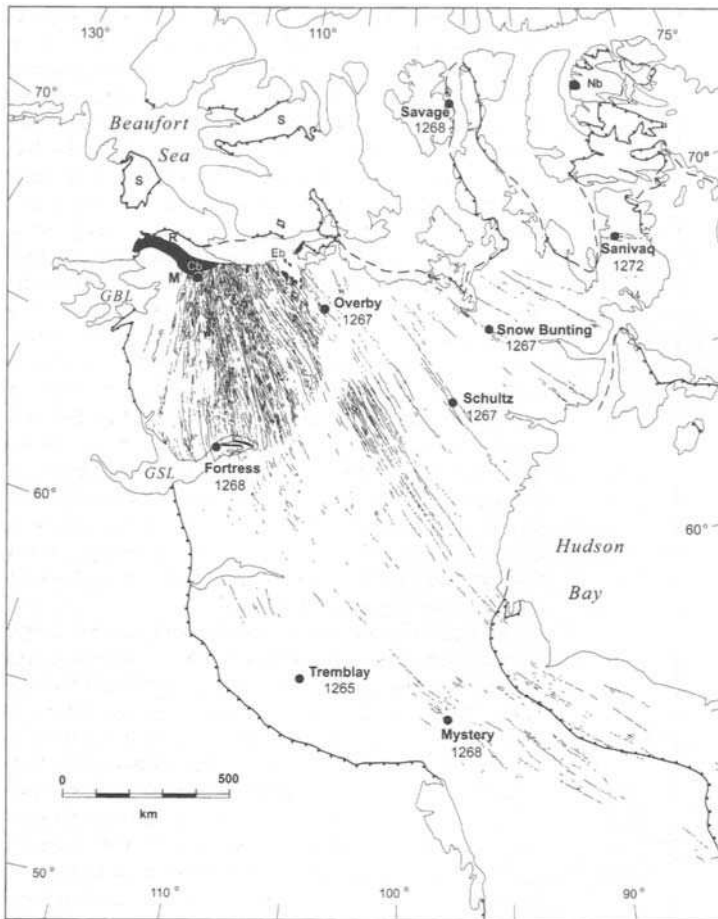 130°
110°
75°
70°
Nb
Savage
1268
Beaufort
Sea
S
S
70°
R
Sanivaq
1272
Eb
Cb
M
GBL
Overby
1267
Snow Bunting
1267
Schultz
1267
Fortress
1268
GSL
60°
60°
Hudson
Bay
Tremblay
1265
Mystery
1268
0
500
km
50°
110°
100°
90°